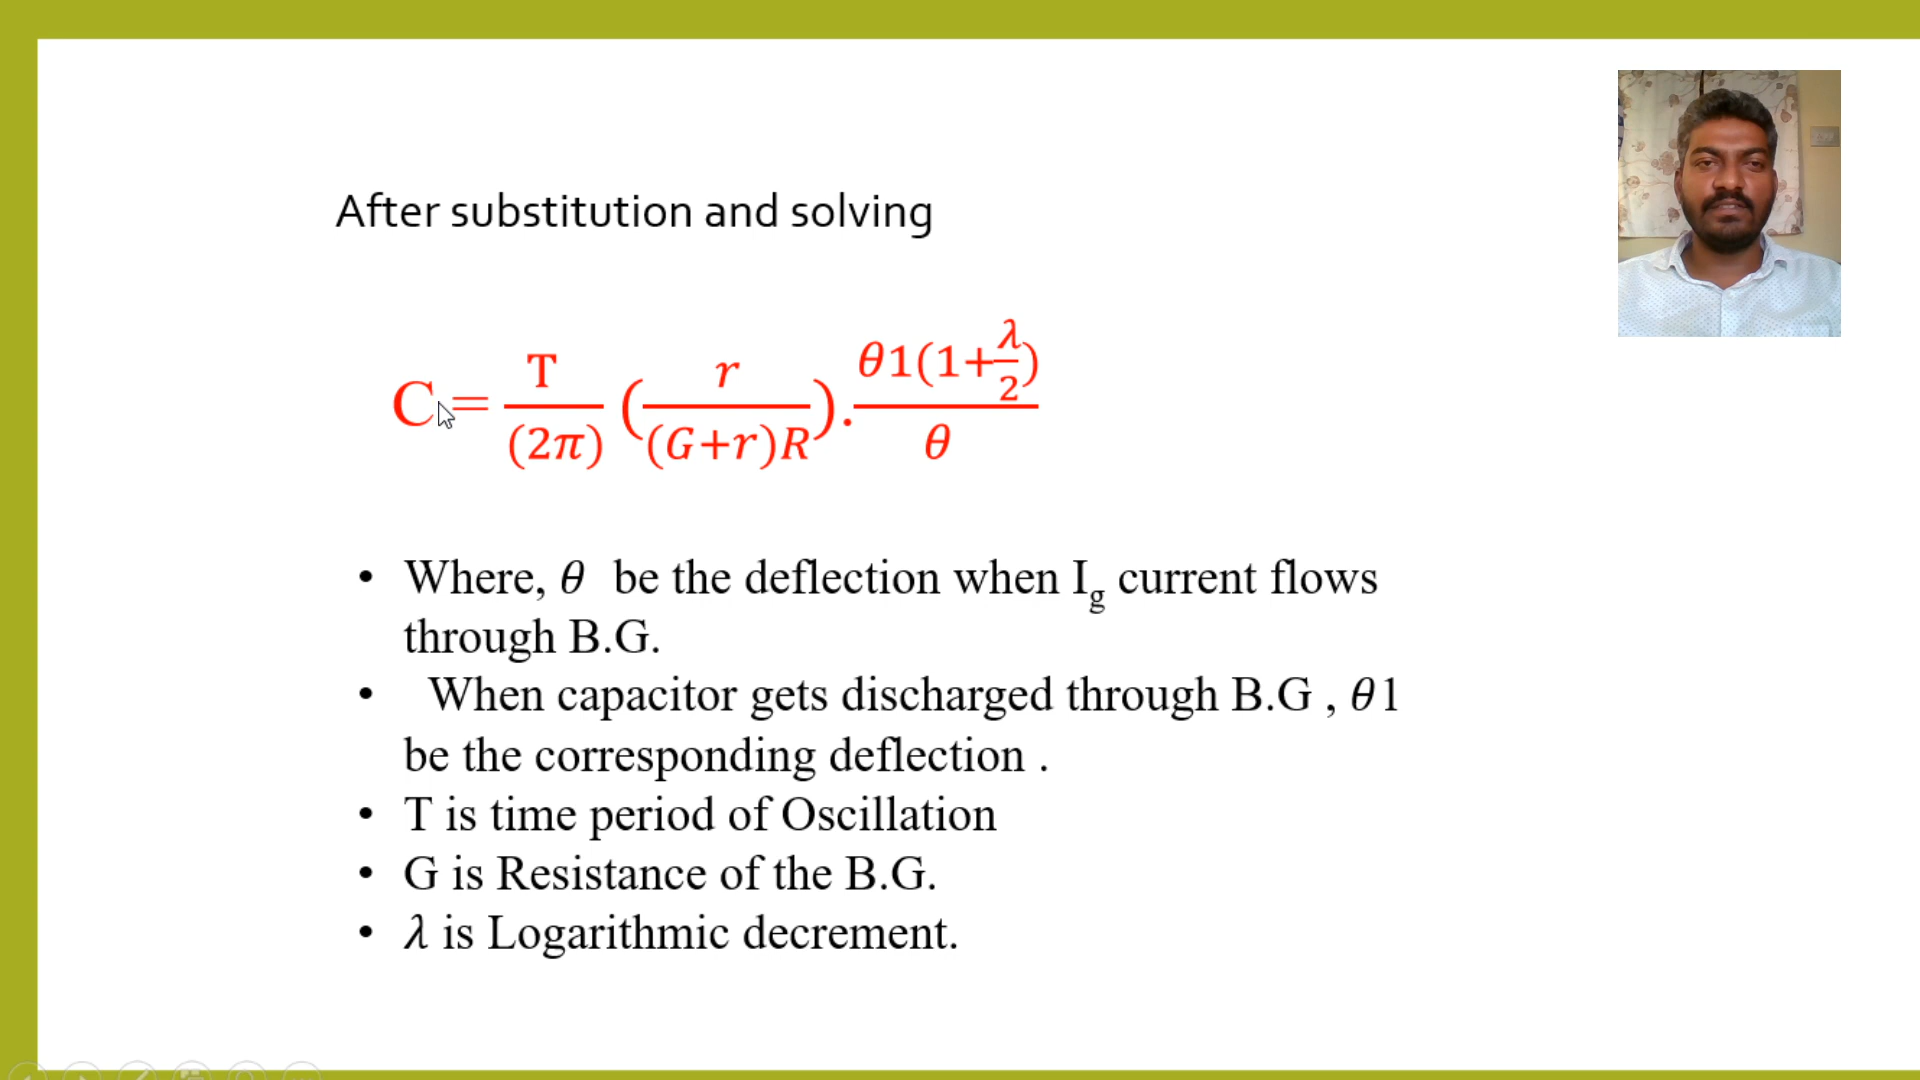 After substitution and solving
C = T/(2π) (r/((G+r)R)).θ1(1+λ/2)/θ
• Where, θ be the deflection when Ig current flows
through B.G.
• When capacitor gets discharged through B.G , θ1
be the corresponding deflection .
• T is time period of Oscillation
• G is Resistance of the B.G.
• λ is Logarithmic decrement.